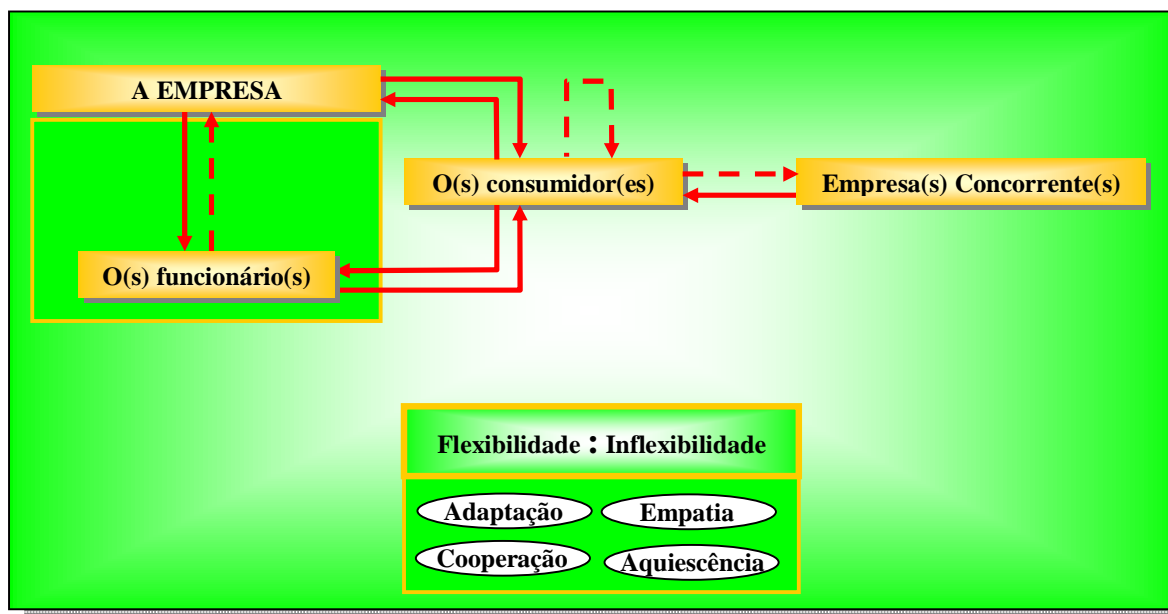 A EMPRESA
O(s) consumidor(es)
Empresa(s) Concorrente(s)
O(s) funcionário(s)
Flexibilidade : Inflexibilidade
Adaptação
Empatia
Cooperação
Aquiescência